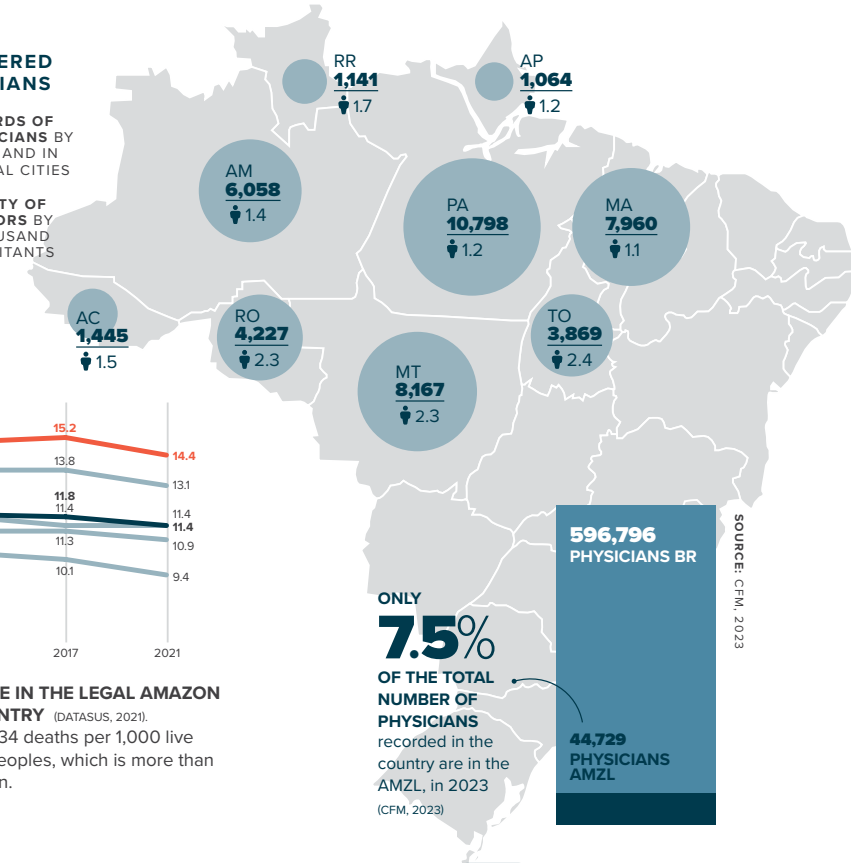 ERED
IANS
RDS OF
CIANS BY
AND IN
AL CITIES
TY OF
ORS BY
USAND
ITANTS
RR
1,141
1.7
AP
1,064
1.2
AM
6,058
1.4
PA
10,798
1.2
MA
7,960
1.1
AC
1,445
1.5
RO
4,227
2.3
TO
3,869
2.4
MT
8,167
2.3
15.2
14.4
13.8
13.1
11.8
11.4
11.4
11.4
11.3
10.9
10.1
9.4
2017
2021
596,796
PHYSICIANS BR
SOURCE: CFM, 2023
ONLY
7.5%
OF THE TOTAL
NUMBER OF
PHYSICIANS
recorded in the
country are in the
AMZL, in 2023
(CFM, 2023)
44,729
PHYSICIANS
AMZL
E IN THE LEGAL AMAZON
NTRY (DATASUS, 2021).
34 deaths per 1,000 live
eoples, which is more than
n.